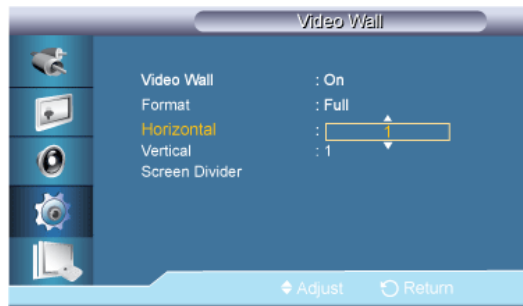 Video Wall
Video Wall : On
Format : Full
Horizontal : 1
Vertical : 1
Screen Divider
Adjust Return